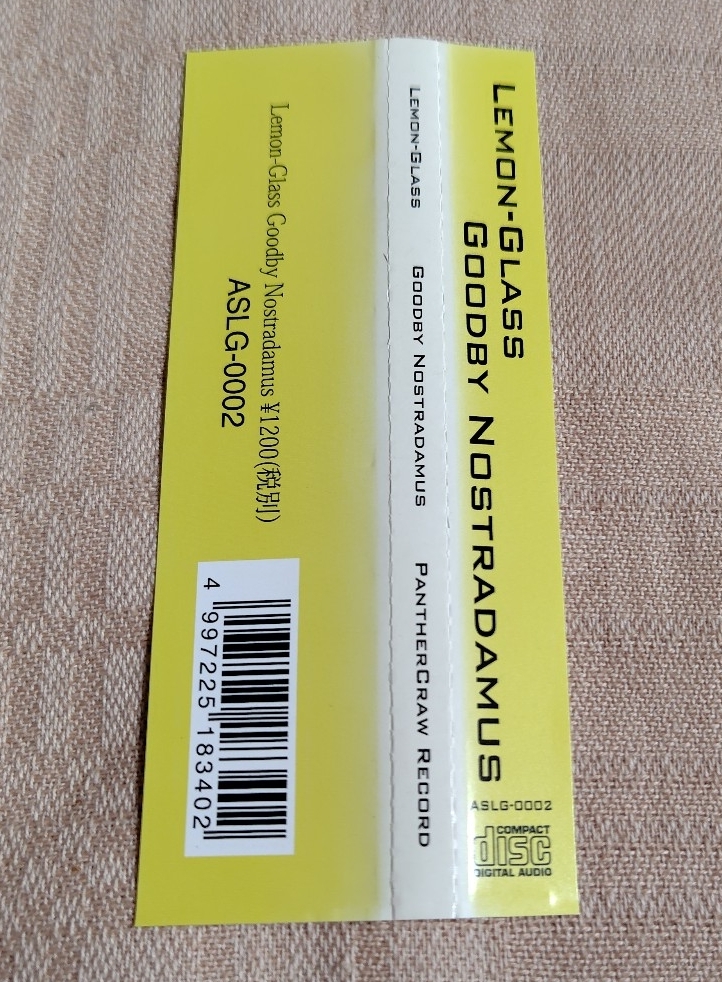 LEMON-GLASS
GOODBY NOSTRADAMUS
ASLG-0002
COMPACT
disc
DIGITAL AUDIO
LEMON-GLASS GOODBY NOSTRADAMUS PANTHERCRAW RECORD
Lemon-Glass Goodby Nostradamus ¥1200(税別)
ASLG-0002
4 997225 183402